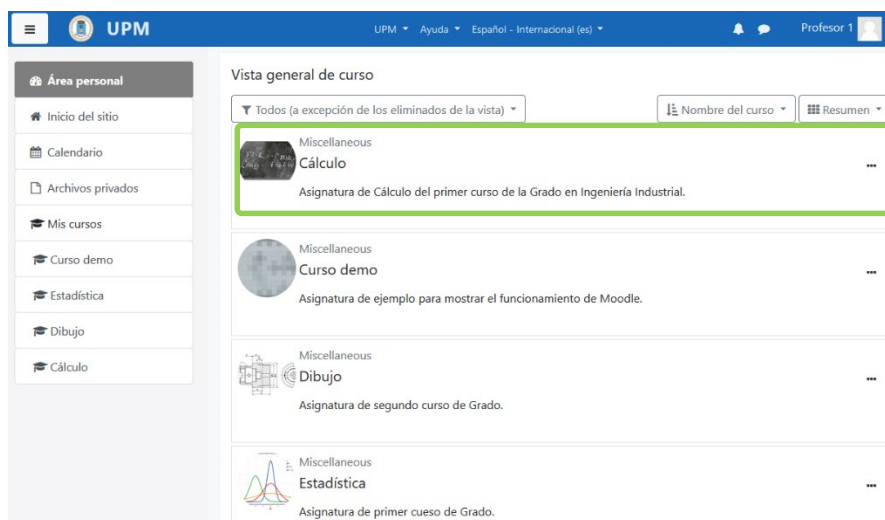 UPM
UPM Ayuda Español - Internacional (es)
Profesor 1
Área personal
Inicio del sitio
Calendario
Archivos privados
Mis cursos
Curso demo
Estadística
Dibujo
Cálculo
Vista general de curso
Todos (a excepción de los eliminados de la vista)
Nombre del curso
Resumen
Miscellaneous
Cálculo
Asignatura de Cálculo del primer curso de la Grado en Ingeniería Industrial.
Miscellaneous
Curso demo
Asignatura de ejemplo para mostrar el funcionamiento de Moodle.
Miscellaneous
Dibujo
Asignatura de segundo curso de Grado.
Miscellaneous
Estadística
Asignatura de primer cueso de Grado.